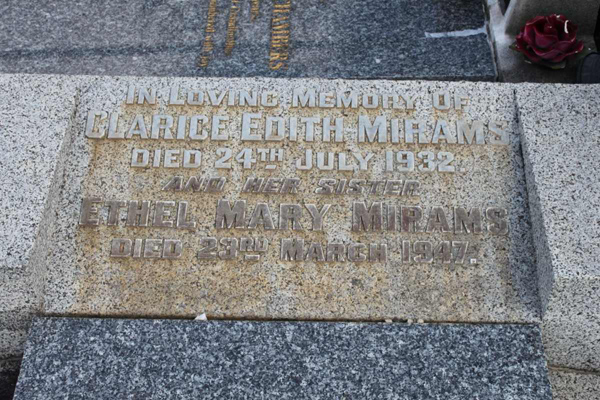 In Loving Memory Of
Clarice Edith Mirams
Died 24th July 1932
And Her Sister
Ethel Mary Mirams
Died 23rd March 1947.